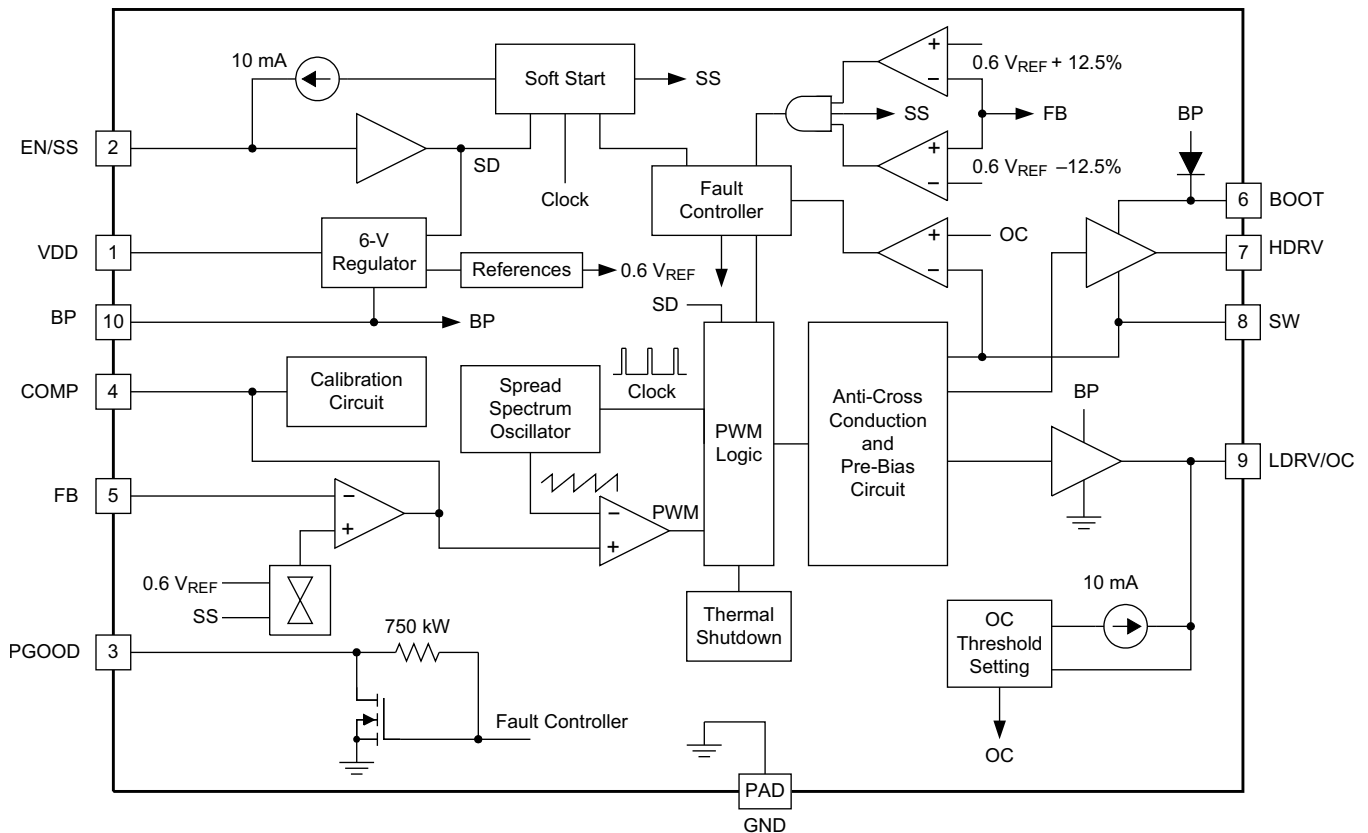 10 mA
Soft Start
SS
0.6 VREF + 12.5%
+
−
SS
FB
BP
EN/SS
2
SD
Clock
+
−
0.6 VREF −12.5%
Fault
Controller
6
BOOT
VDD
1
6-V
Regulator
References
0.6 VREF
+
−
OC
7
HDRV
BP
10
BP
SD
8
SW
COMP
4
Calibration
Circuit
Spread
Spectrum
Oscillator
Clock
PWM
Logic
Anti-Cross
Conduction
and
Pre-Bias
Circuit
BP
9
LDRV/OC
FB
5
−
+
−
+
PWM
0.6 VREF
SS
Thermal
Shutdown
10 mA
OC
Threshold
Setting
PGOOD
3
750 kW
Fault Controller
OC
PAD
GND